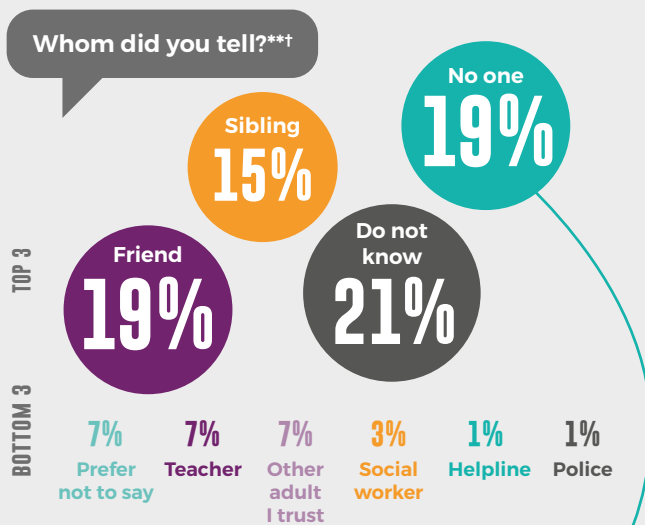 Whom did you tell?**†
No one
19%
Sibling
15%
Do not
know
21%
Friend
19%
TOP 3
BOTTOM 3
7%
Prefer
not to say
7%
Teacher
7%
Other
adult
I trust
3%
Social
worker
1%
Helpline
1%
Police